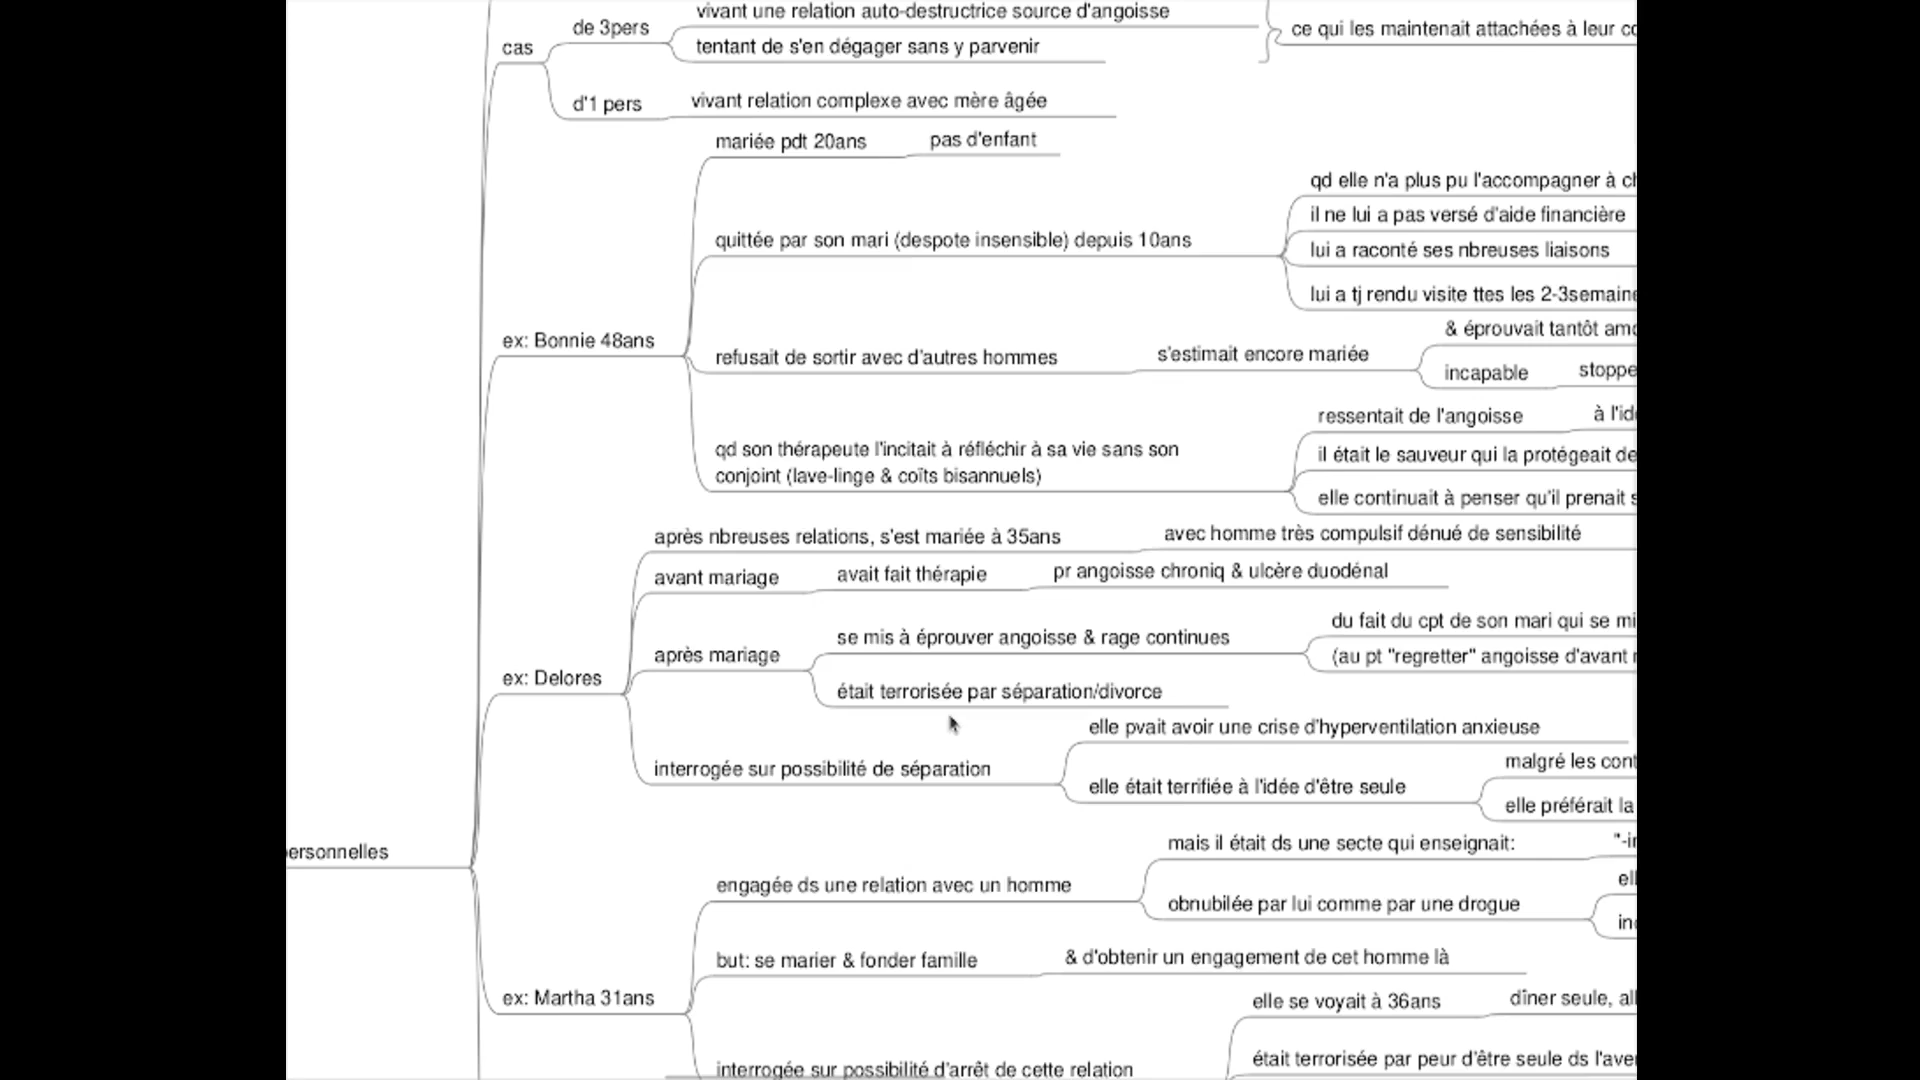 cas
de 3pers
vivant une relation auto-destructrice source d'angoisse
tentant de s'en dégager sans y parvenir
ce qui les maintenait attachées à leur
d'1 pers
vivant relation complexe avec mère âgée
ex: Bonnie 48ans
mariée pdt 20ans
pas d'enfant
quittée par son mari (despote insensible) depuis 10ans
qd elle n'a plus pu l'accompagner à
il ne lui a pas versé d'aide financière
lui a raconté ses nbreuses liaisons
lui a tj rendu visite ttes les 2-3semaine
refusait de sortir avec d'autres hommes
s'estimait encore mariée
& éprouvait tantôt
incapable
stoppe
qd son thérapeute l'incitait à réfléchir à sa vie sans son
conjoint (lave-linge & coïts bisannuels)
ressentait de l'angoisse
il était le sauveur qui la protégeait de
elle continuait à penser qu'il prenait
ex: Delores
après nbreuses relations, s'est mariée à 35ans
avec homme très compulsif dénué de sensibilité
avant mariage
avait fait thérapie
pr angoisse chroniq & ulcère duodénal
après mariage
se mis à éprouver angoisse & rage continues
du fait du cpt de son mari qui se mi
(au pt "regretter" angoisse d'avant
était terrorisée par séparation/divorce
interrogée sur possibilité de séparation
elle pvait avoir une crise d'hyperventilation anxieuse
elle était terrifiée à l'idée d'être seule
malgré les cont
elle préférait la
ersonnelles
ex: Martha 31ans
engagée ds une relation avec un homme
mais il était ds une secte qui enseignait:
obnubilée par lui comme par une drogue
but: se marier & fonder famille
& d'obtenir un engagement de cet homme là
interrogée sur possibilité d'arrêt de cette relation
elle se voyait à 36ans
dîner seule,
était terrorisée par peur d'être seule ds